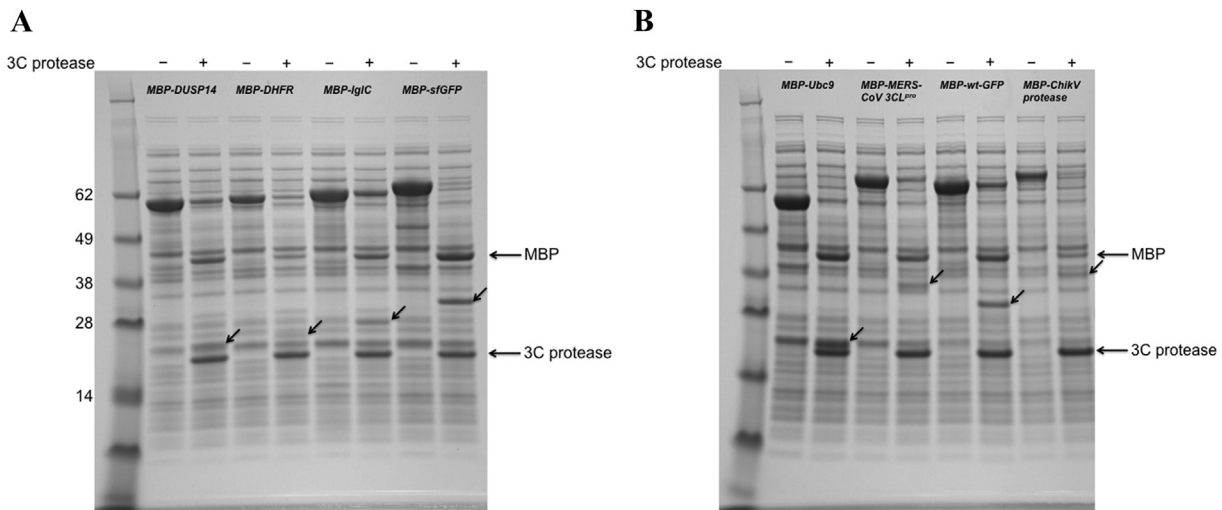 A
B
3C protease − + − + − + − +
MBP-DUSP14 MBP-DHFR MBP-IglC MBP-sfGFP
62
49
38
28
14
MBP
3C protease
3C protease − + − + − + − +
MBP-Ubc9 MBP-MERS-CoV 3CLpro MBP-wt-GFP MBP-ChikV protease
MBP
3C protease